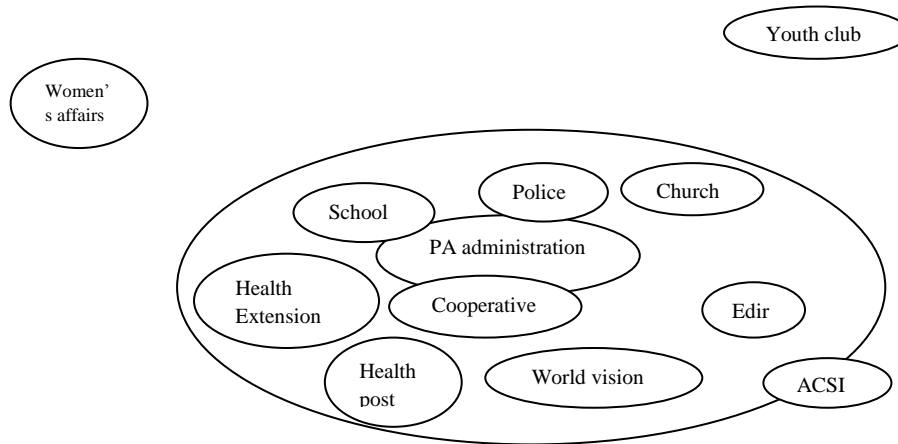 Youth club
Women’
s affairs
Police
Church
School
PA administration
Health
Extension
Cooperative
Edir
Health
post
World vision
ACSI